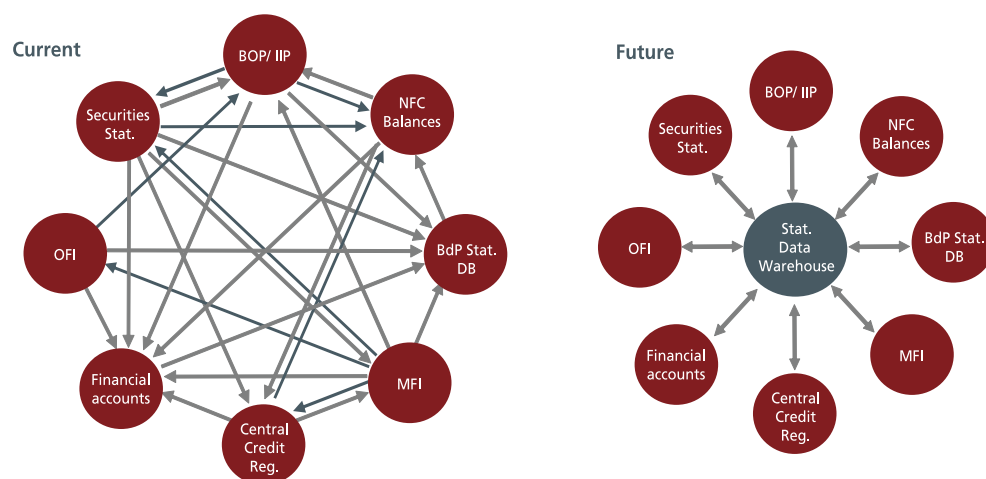 Current
BOP/ IIP
Securities
Stat.
NFC
Balances
OFI
BdP Stat.
DB
Financial
accounts
MFI
Central
Credit
Reg.
Future
BOP/ IIP
Securities
Stat.
NFC
Balances
OFI
Stat.
Data
Warehouse
BdP Stat.
DB
Financial
accounts
MFI
Central
Credit
Reg.